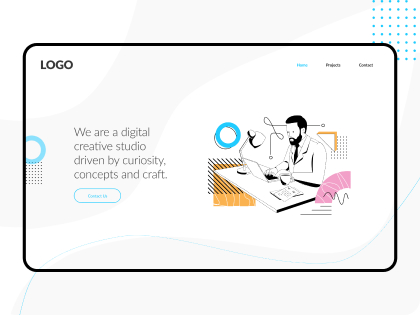 LOGO
Home Projects Contact
We are a digital
creative studio
driven by curiosity,
concepts and craft.
Contact Us